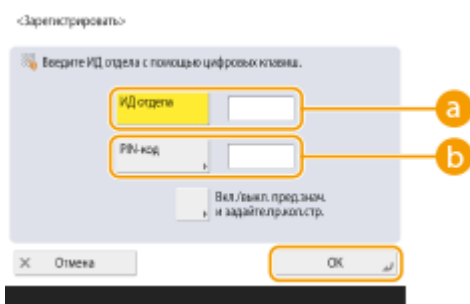 <Зарегистрировать>
Введите ИД отдела с помощью цифровых клавиш.
ИД отдела
a
PIN-код
b
Вкл./выкл. пред.знач.
и задайте.пр.коп.стр.
Отмена
OK